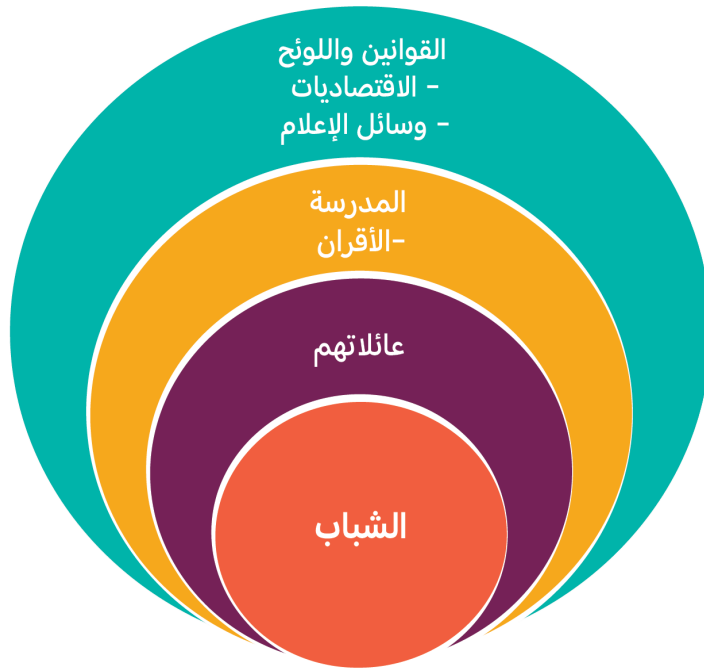 القوانين واللوئح
- الاقتصاديات
- وسائل الإعلام
المدرسة
-الأقران
عائلاتهم
الشباب